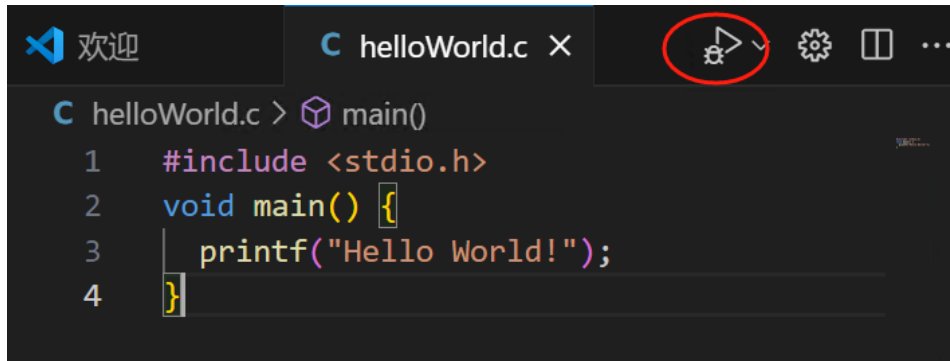 欢迎
C helloWorld.c ×
C helloWorld.c > main()
1 #include <stdio.h>
2 void main() {
3 printf("Hello World!");
4 }